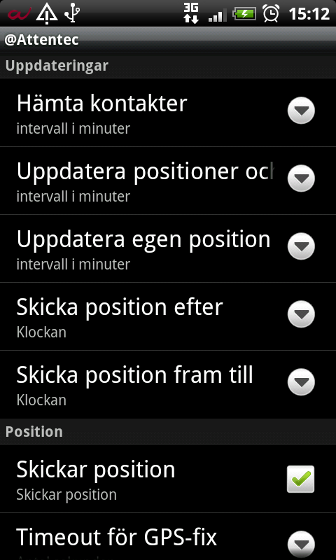 3G
15:12
@Attentec
Uppdateringar
Hämta kontakter
intervall i minuter
Uppdatera positioner och
intervall i minuter
Uppdatera egen position
intervall i minuter
Skicka position efter
Klockan
Skicka position fram till
Klockan
Position
Skickar position
Skickar position
Timeout för GPS-fix